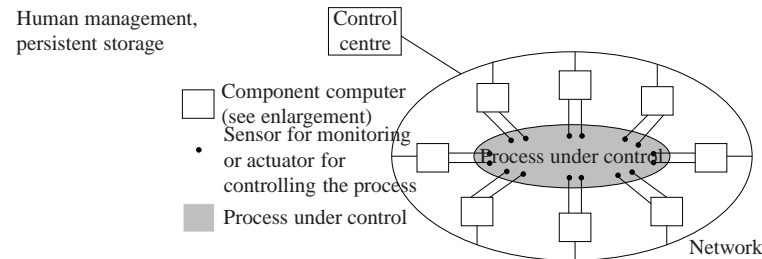 Human management,
persistent storage
Control
centre
Component computer
(see enlargement)
Sensor for monitoring
or actuator for
controlling the process
Process under control
Process under control
Network